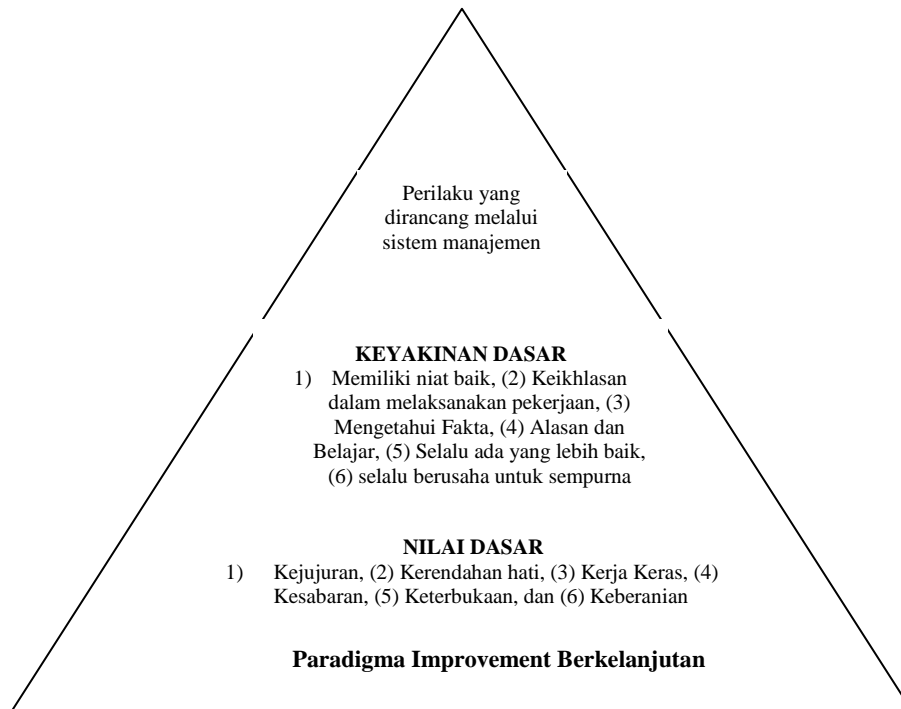 Perilaku yang
dirancang melalui
sistem manajemen
KEYAKINAN DASAR
1) Memiliki niat baik, (2) Keikhlasan
dalam melaksanakan pekerjaan, (3)
Mengetahui Fakta, (4) Alasan dan
Belajar, (5) Selalu ada yang lebih baik,
(6) selalu berusaha untuk sempurna
NILAI DASAR
1) Kejujuran, (2) Kerendahan hati, (3) Kerja Keras, (4)
Kesabaran, (5) Keterbukaan, dan (6) Keberanian
Paradigma Improvement Berkelanjutan